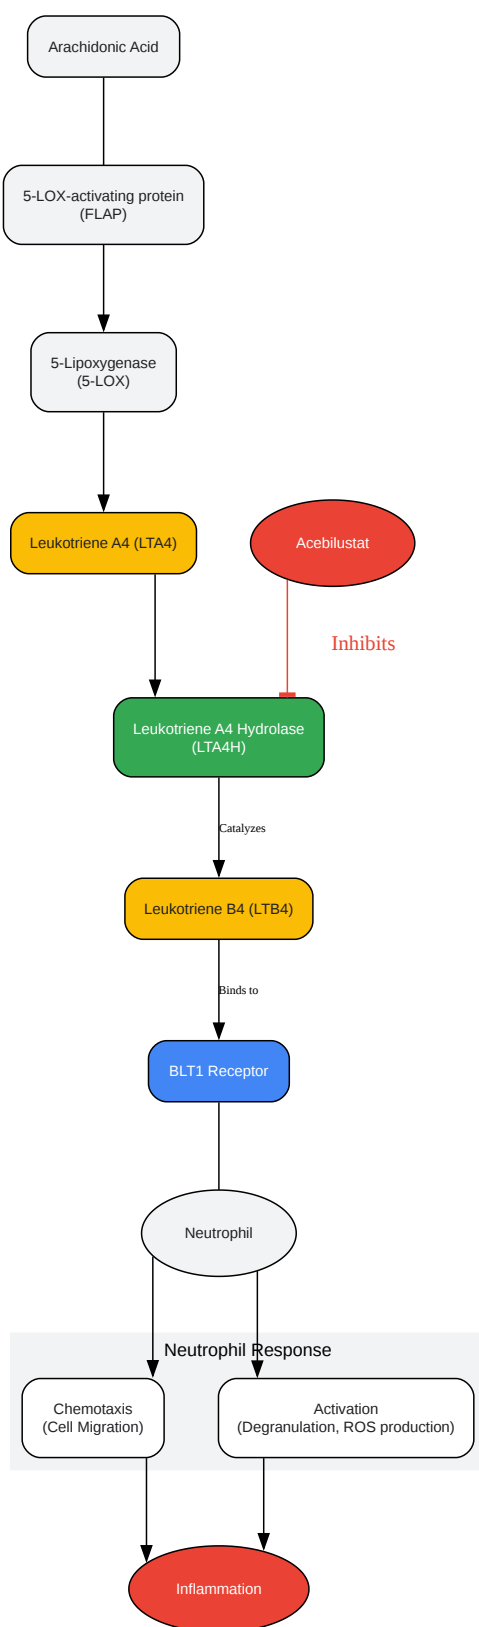 Arachidonic Acid
5-LOX-activating protein
(FLAP)
5-Lipoxygenase
(5-LOX)
Leukotriene A4 (LTA4)
Acebilustat
Inhibits
Leukotriene A4 Hydrolase
(LTA4H)
Catalyzes
Leukotriene B4 (LTB4)
Binds to
BLT1 Receptor
Neutrophil
Neutrophil Response
Chemotaxis
(Cell Migration)
Activation
(Degranulation, ROS production)
Inflammation